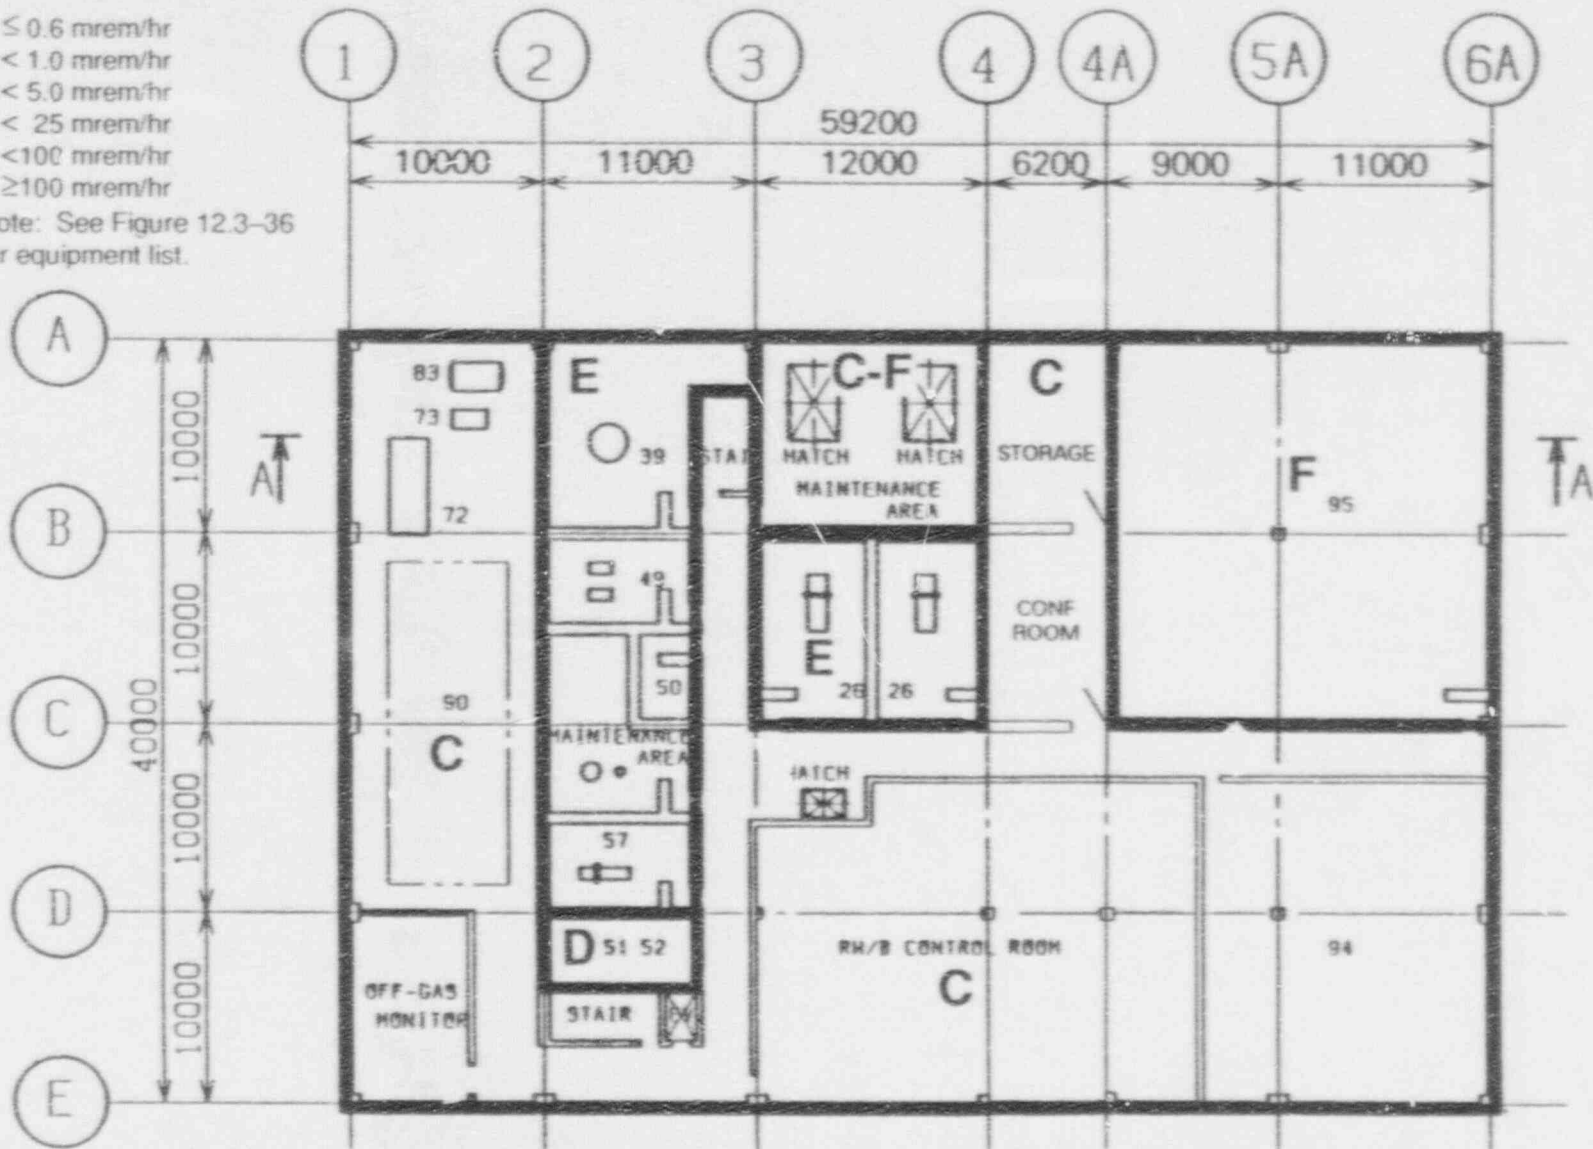 ≤ 0.6 mrem/hr
< 1.0 mrem/hr
< 5.0 mrem/hr
< 25 mrem/hr
<100 mrem/hr
≥100 mrem/hr
ote: See Figure 12.3–36
r equipment list.
1 2 3 4 4A 5A 6A
59200
10000 11000 12000 6200 9000 11000
A
B
C
D
E
40000
10000
10000
10000
10000
A
A
83
73
72
E
39
STAI
C-F
HATCH HATCH
MAINTENANCE
AREA
C
STORAGE
F
95
49
50
E
26 26
CONF
ROOM
90
C
MAINTENANCE
AREA
HATCH
57
D 51 52
RW/B CONTROL ROOM
C
94
OFF-GAS
MONITOR
STAIR